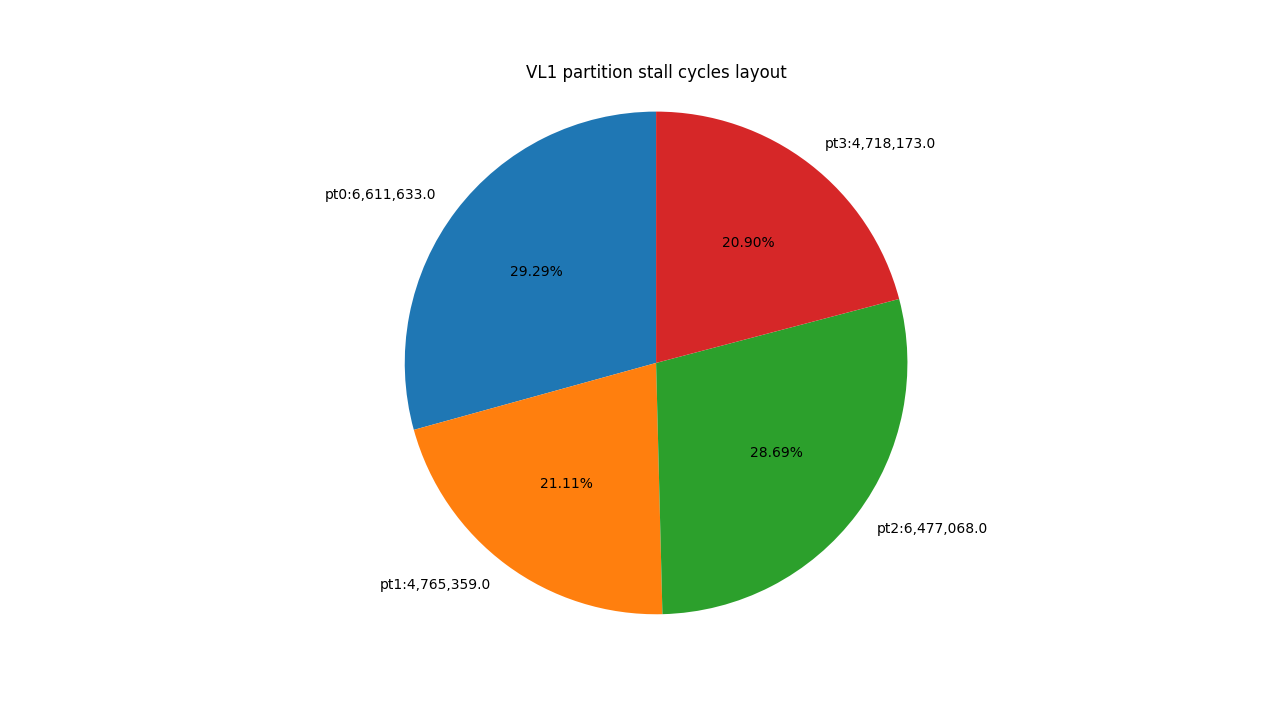 VL1 partition stall cycles layout
pt3:4,718,173.0
pt0:6,611,633.0
20.90%
29.29%
28.69%
21.11%
pt2:6,477,068.0
pt1:4,765,359.0